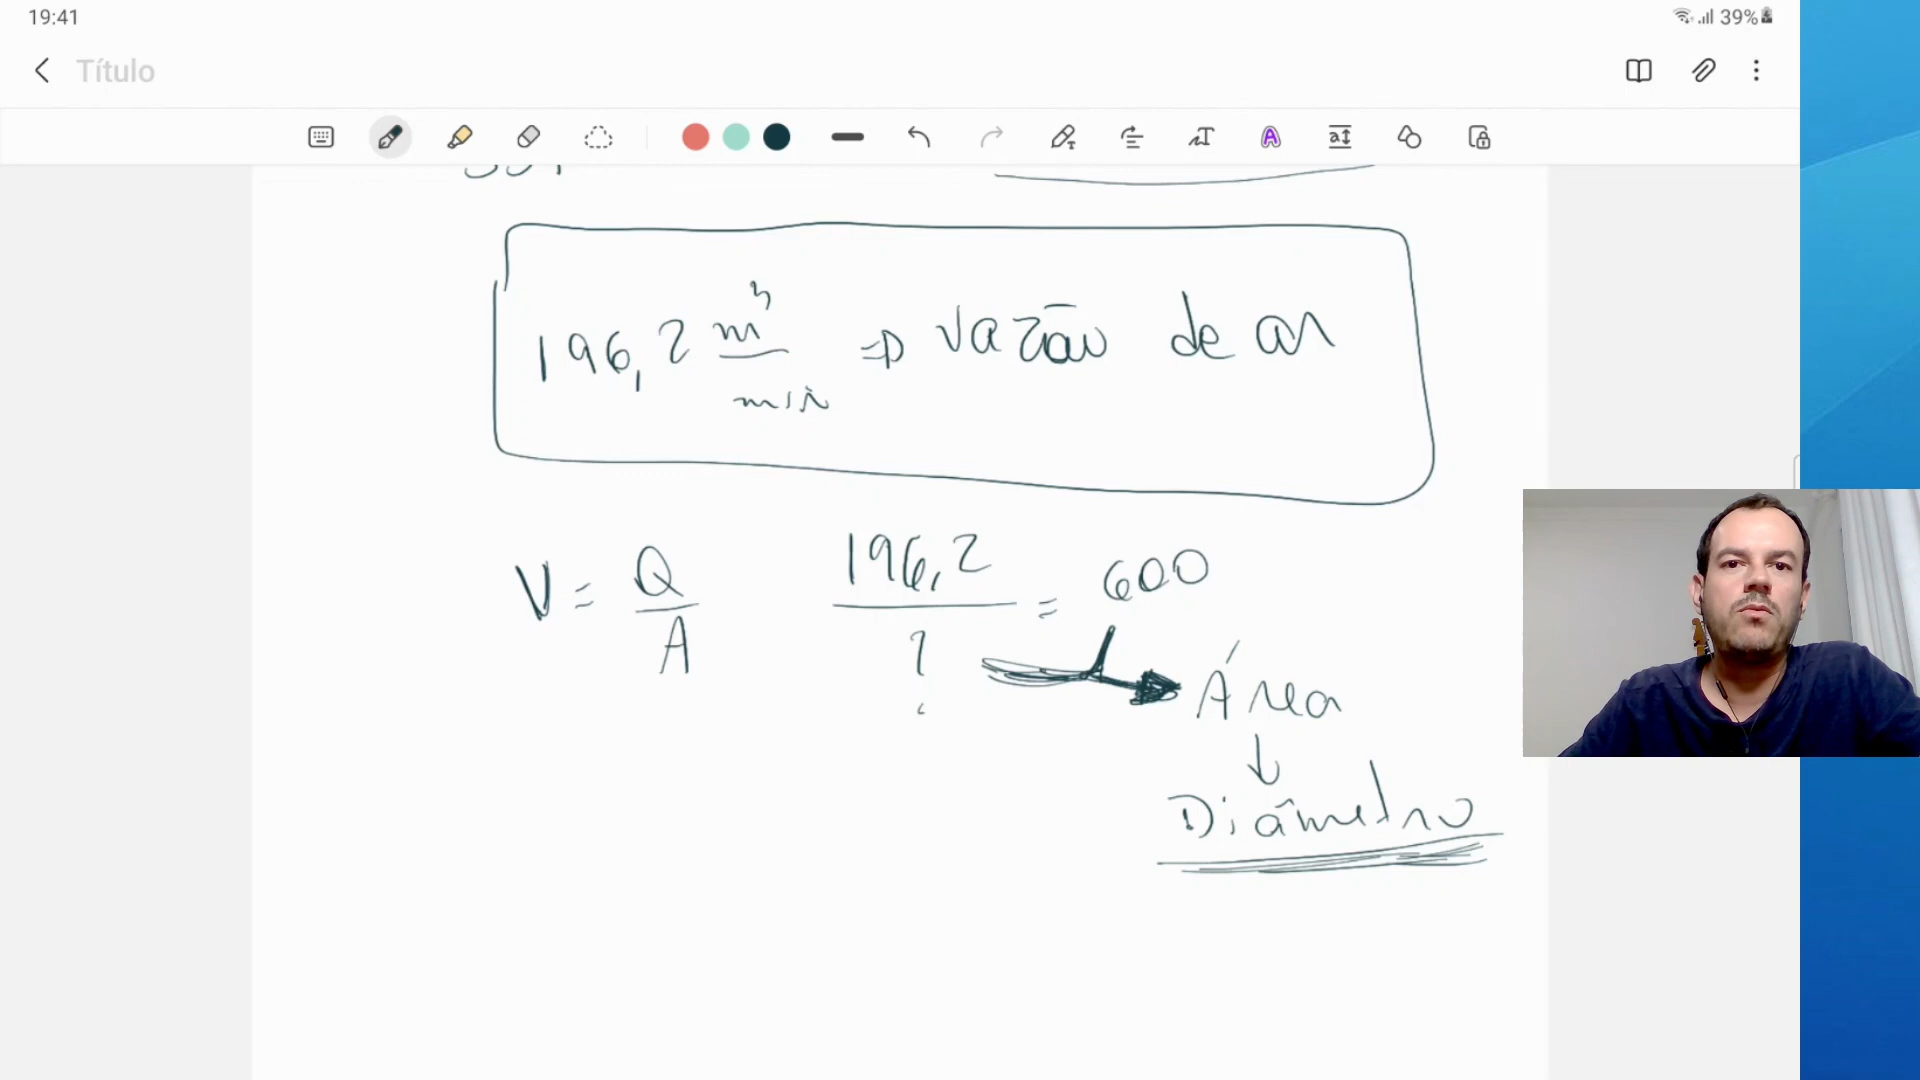 19:41
39%
Título
196,2 m³/min ⇒ vazão de ar
V = Q/A
196,2/? = 600
Área
↓
Diâmetro